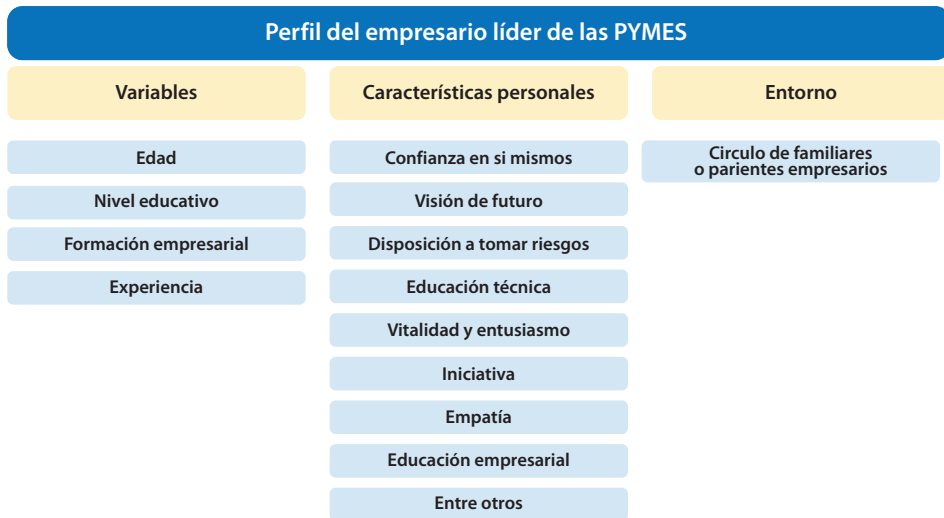 Perfil del empresario líder de las PYMES
Variables
Edad
Nivel educativo
Formación empresarial
Experiencia
Características personales
Confianza en si mismos
Visión de futuro
Disposición a tomar riesgos
Educación técnica
Vitalidad y entusiasmo
Iniciativa
Empatía
Educación empresarial
Entre otros
Entorno
Circulo de familiares
o parientes empresarios